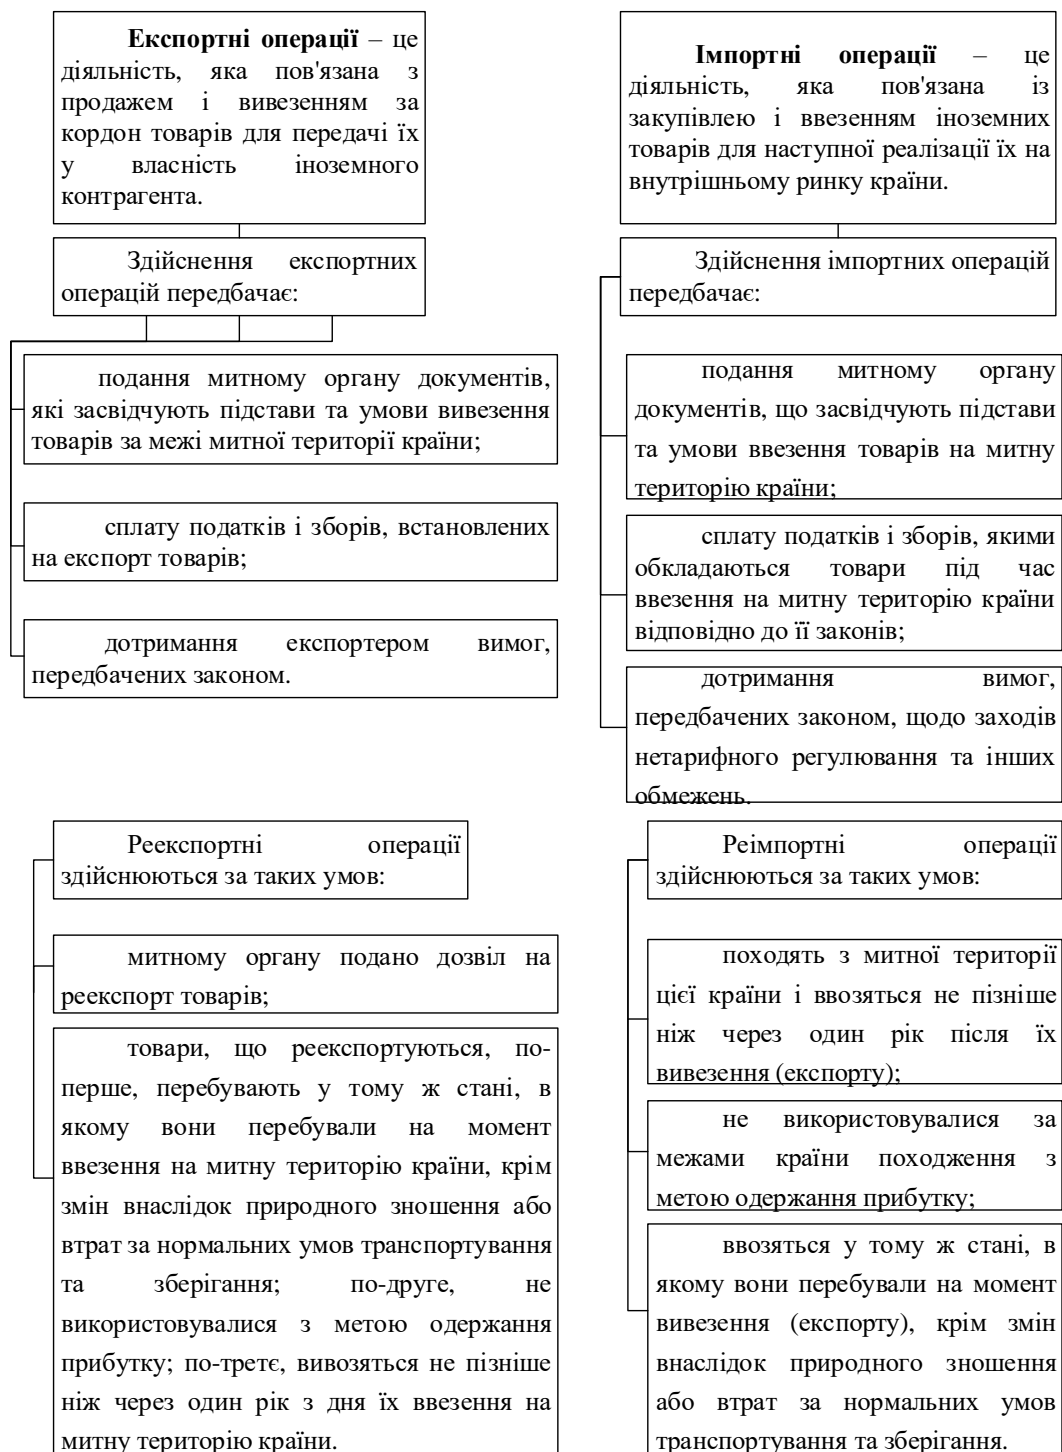 Експортні операції – це
діяльність, яка пов'язана з
продажем і вивезенням за
кордон товарів для передачі їх
у власність іноземного
контрагента.
Здійснення експортних
операцій передбачає:
подання митному органу документів,
які засвідчують підстави та умови вивезення
товарів за межі митної території країни;
сплату податків і зборів, встановлених
на експорт товарів;
дотримання експортером вимог,
передбачених законом.
Імпортні операції – це
діяльність, яка пов'язана із
закупівлею і ввезенням іноземних
товарів для наступної реалізації їх на
внутрішньому ринку країни.
Здійснення імпортних операцій
передбачає:
подання митному органу
документів, що засвідчують підстави
та умови ввезення товарів на митну
територію країни;
сплату податків і зборів, якими
обкладаються товари під час
ввезення на митну територію країни
відповідно до її законів;
дотримання вимог,
передбачених законом, щодо заходів
нетарифного регулювання та інших
обмежень.
Реекспортні операції
здійснюються за таких умов:
митному органу подано дозвіл на
реекспорт товарів;
товари, що реекспортуються, по-
перше, перебувають у тому ж стані, в
якому вони перебували на момент
ввезення на митну територію країни, крім
змін внаслідок природного зношення або
втрат за нормальних умов транспортування
та зберігання; по-друге, не
використовувалися з метою одержання
прибутку; по-третє, вивозяться не пізніше
ніж через один рік з дня їх ввезення на
митну територію країни.
Реімпортні операції
здійснюються за таких умов:
походять з митної території
цієї країни і ввозяться не пізніше
ніж через один рік після їх
вивезення (експорту);
не використовувалися за
межами країни походження з
метою одержання прибутку;
ввозяться у тому ж стані, в
якому вони перебували на момент
вивезення (експорту), крім змін
внаслідок природного зношення
або втрат за нормальних умов
транспортування та зберігання.